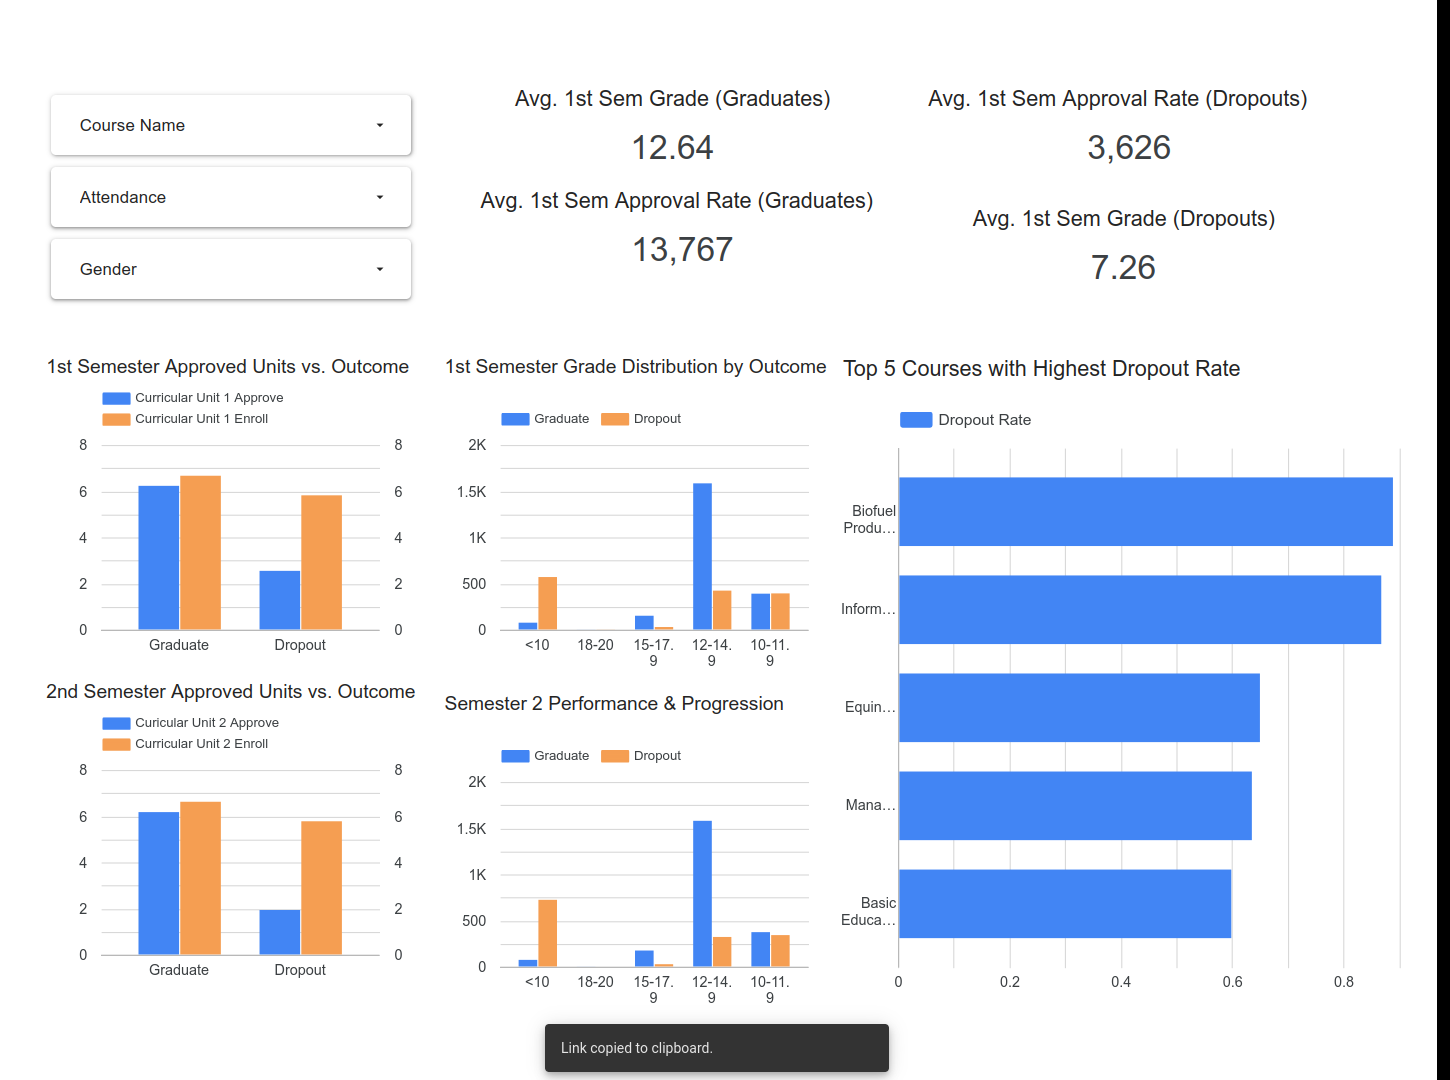 Course Name
Attendance
Gender
Avg. 1st Sem Grade (Graduates)
12.64
Avg. 1st Sem Approval Rate (Graduates)
13,767
Avg. 1st Sem Approval Rate (Dropouts)
3,626
Avg. 1st Sem Grade (Dropouts)
7.26
1st Semester Approved Units vs. Outcome
Curricular Unit 1 Approve
Curricular Unit 1 Enroll
8 8
6 6
4 4
2 2
0 0
Graduate Dropout
1st Semester Grade Distribution by Outcome
Graduate Dropout
2K
1.5K
1K
500
0
<10 18-20 15-17. 12-14. 10-11.
9 9 9
Top 5 Courses with Highest Dropout Rate
Dropout Rate
Biofuel
Produ…
Inform…
Equin…
Mana…
Basic
Educa…
0 0.2 0.4 0.6 0.8
2nd Semester Approved Units vs. Outcome
Curicular Unit 2 Approve
Curricular Unit 2 Enroll
8 8
6 6
4 4
2 2
0 0
Graduate Dropout
Semester 2 Performance & Progression
Graduate Dropout
2K
1.5K
1K
500
0
<10 18-20 15-17. 12-14. 10-11.
9 9 9
Link copied to clipboard.